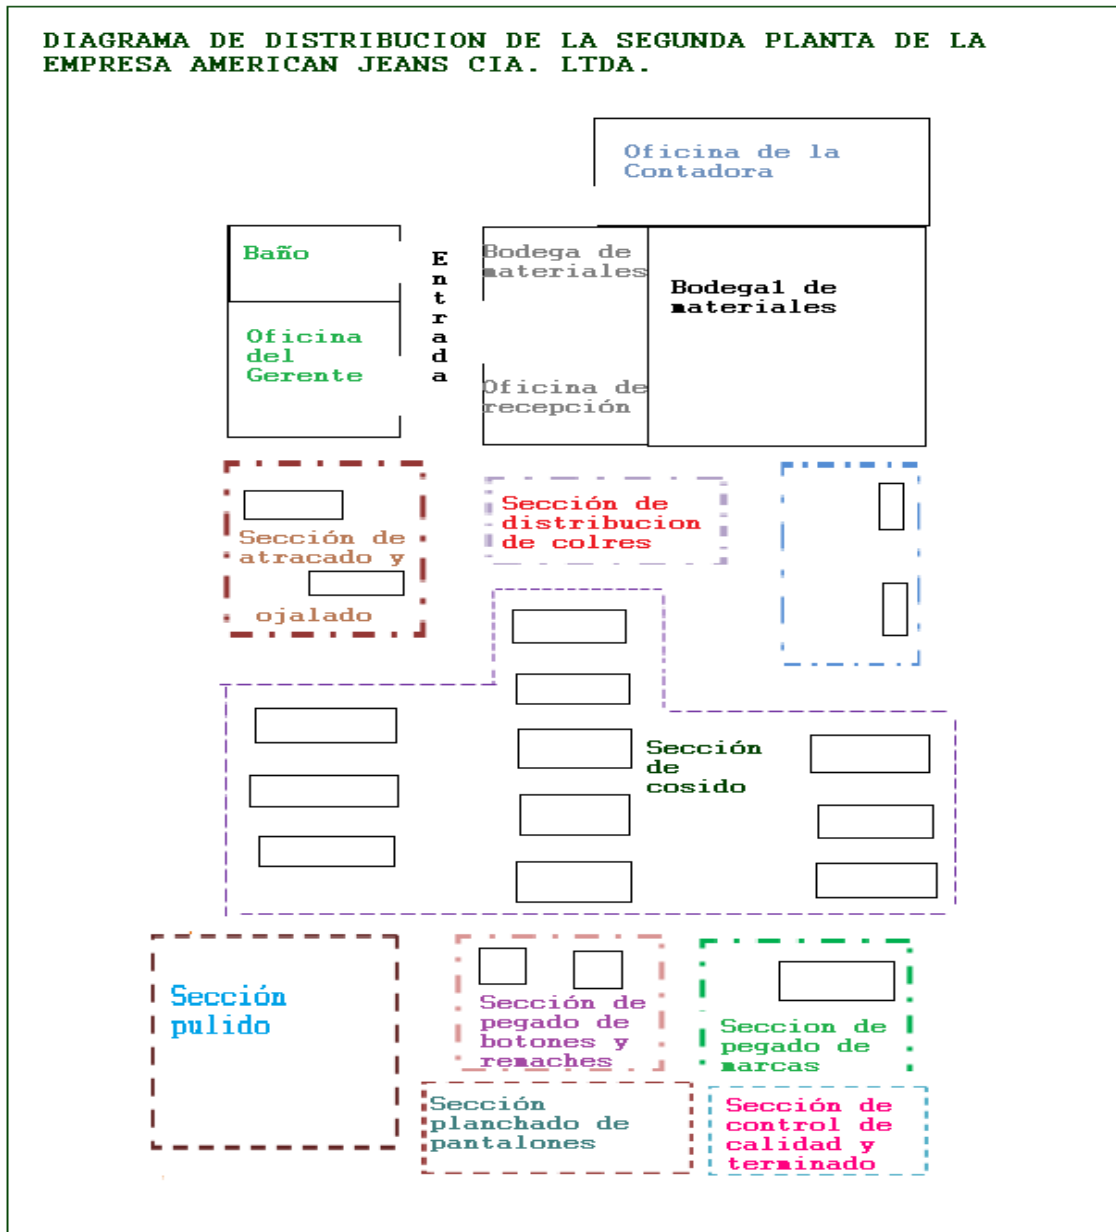 DIAGRAMA DE DISTRIBUCION DE LA SEGUNDA PLANTA DE LA
EMPRESA AMERICAN JEANS CIA. LTDA.
Oficina de la
Contadora
Baño
Entrada
Bodega de
materiales
Bodega1 de
materiales
Oficina
del
Gerente
Oficina de
recepción
Sección de
atracado y
ojalado
Sección de
distribucion
de colres
Sección
de
cosido
Sección
pulido
Sección de
pegado de
botones y
remaches
Seccion de
pegado de
marcas
Sección
planchado de
pantalones
Sección de
control de
calidad y
terminado